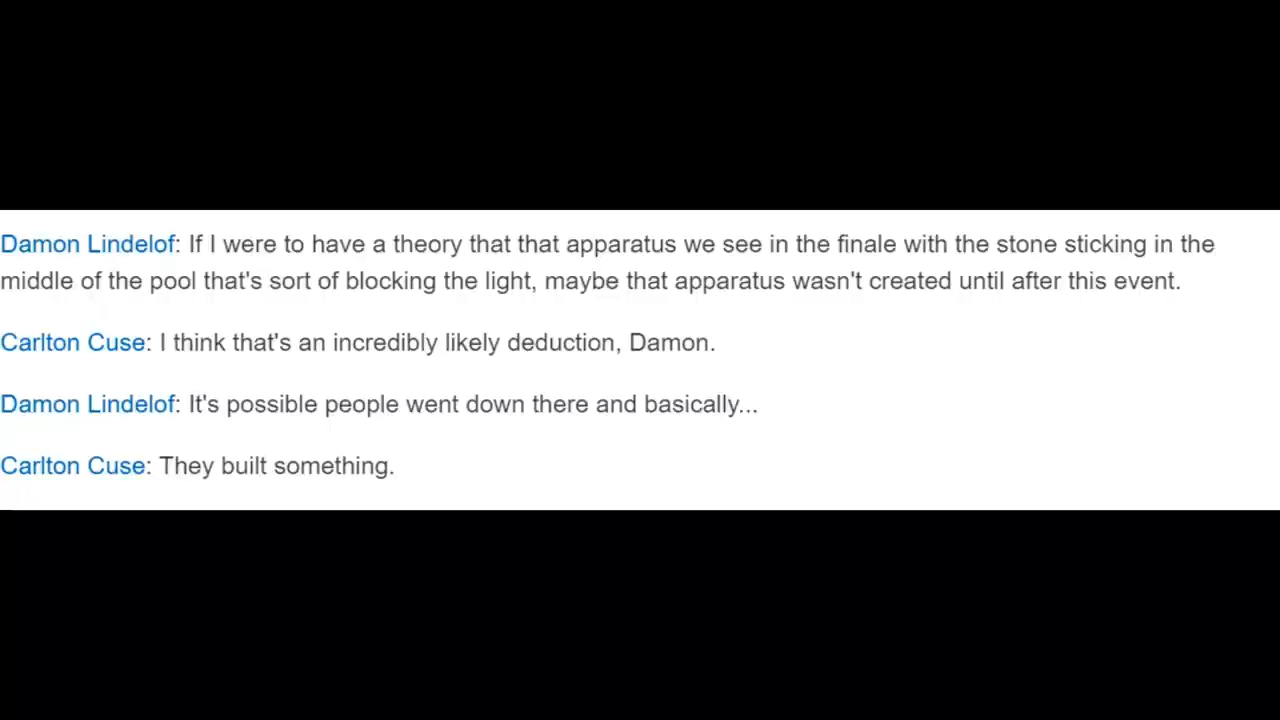 Damon Lindelof: If I were to have a theory that that apparatus we see in the finale with the stone sticking in the
middle of the pool that's sort of blocking the light, maybe that apparatus wasn't created until after this event.
Carlton Cuse: I think that's an incredibly likely deduction, Damon.
Damon Lindelof: It's possible people went down there and basically...
Carlton Cuse: They built something.